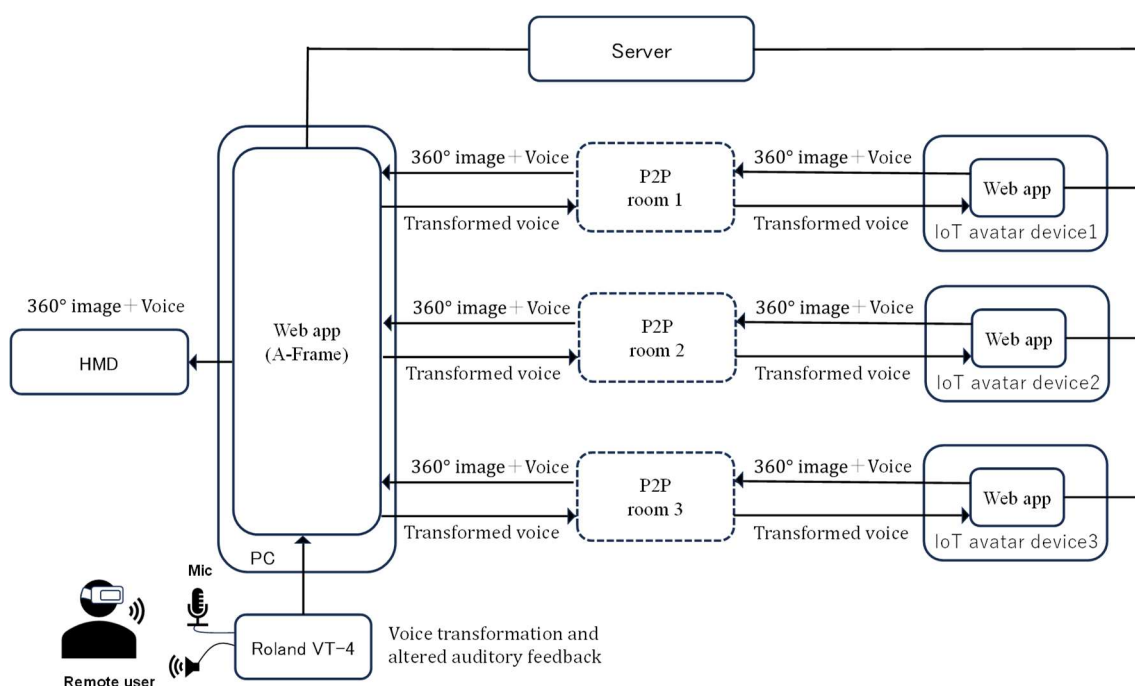 Server
360° image+Voice
360° image+Voice
P2P
room 1
Web app
Transformed voice
Transformed voice
IoT avatar device1
360° image+Voice
360° image+Voice
360° image+Voice
Web app
(A-Frame)
P2P
room 2
Web app
HMD
Transformed voice
Transformed voice
IoT avatar device2
360° image+Voice
360° image+Voice
P2P
room 3
Web app
Transformed voice
Transformed voice
IoT avatar device3
PC
Mic
Roland VT-4
Voice transformation and
altered auditory feedback
Remote user